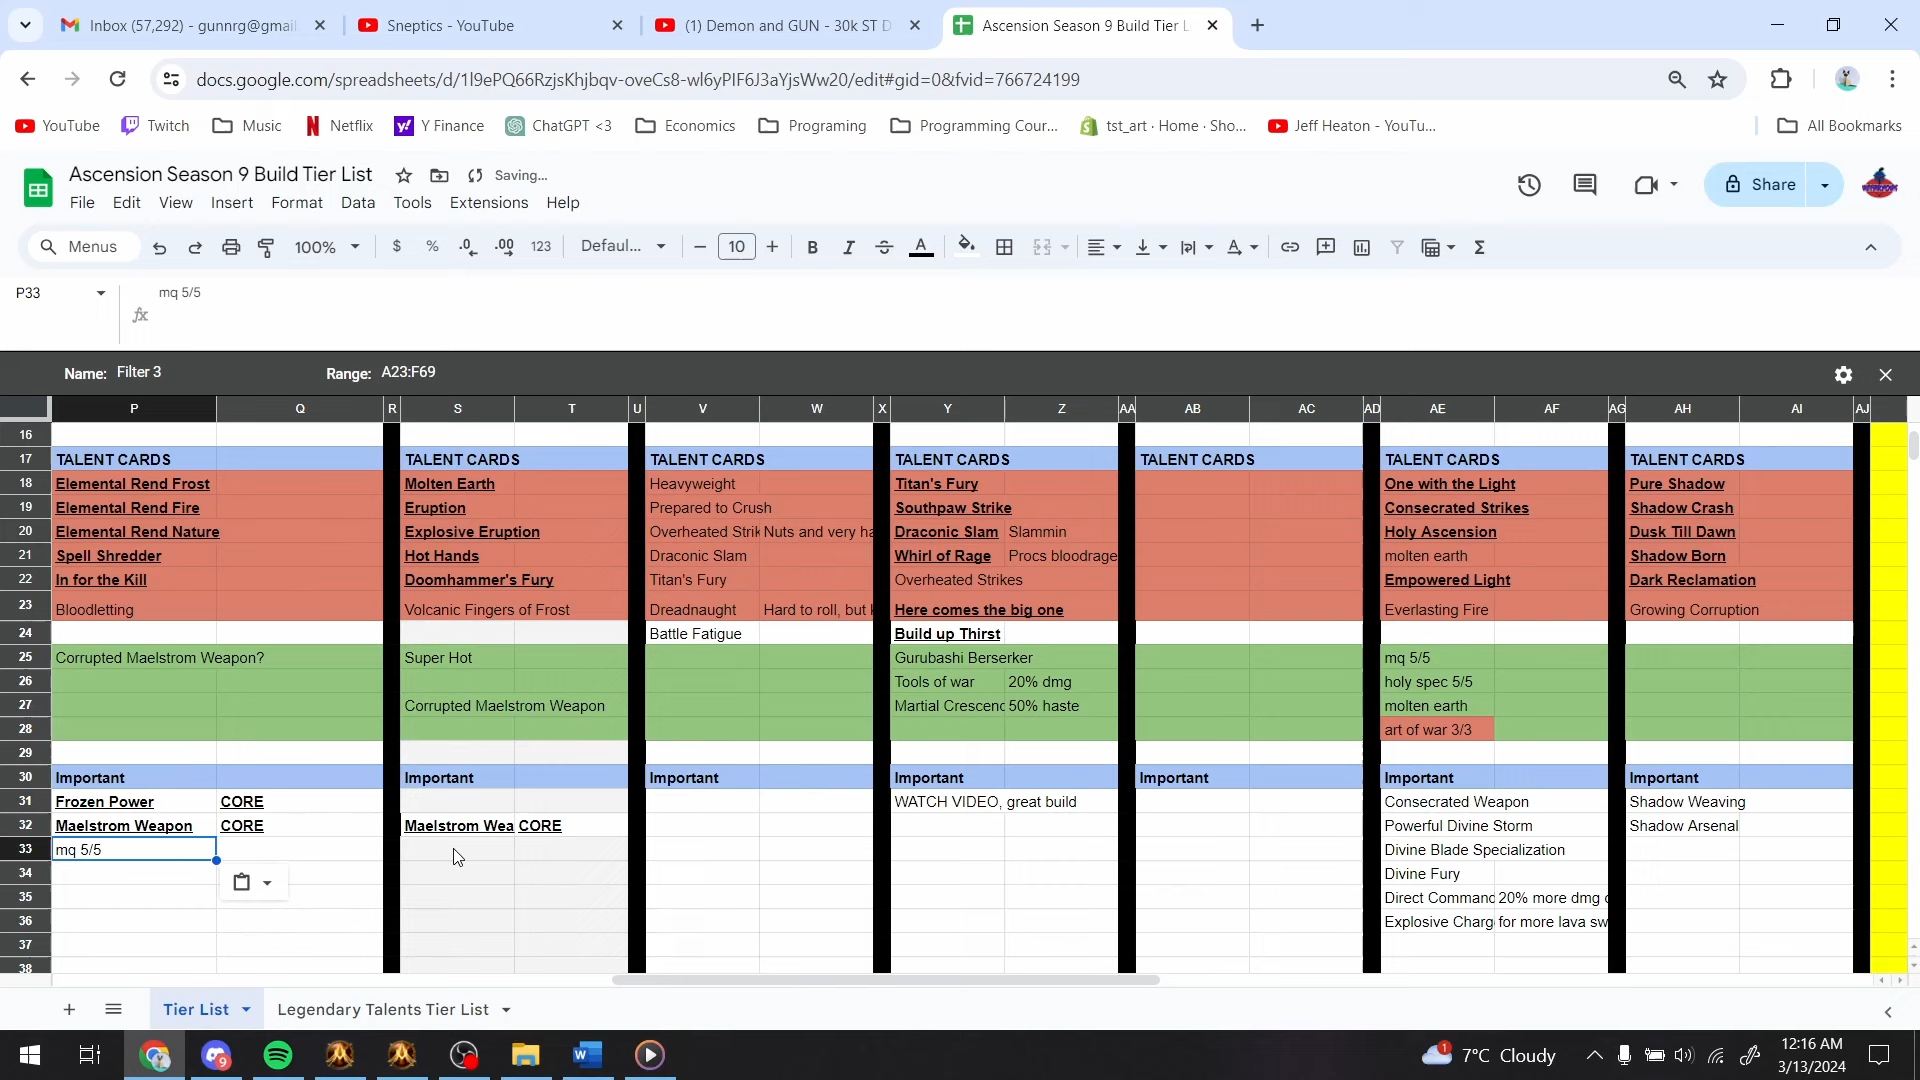 Inbox (57,292) - gunnrg@gmai
Sneptics - YouTube
(1) Demon and GUN - 30k ST D
Ascension Season 9 Build Tier L
docs.google.com/spreadsheets/d/1l9ePQ66RzjsKhjbqv-oveCs8-wl6yPIF6J3aYjsWw20/edit#gid=0&fvid=766724199
YouTube Twitch Music Netflix Y Finance ChatGPT <3 Economics Programing Programming Cour... tst_art · Home · Sho... Jeff Heaton - YouTu... All Bookmarks
Ascension Season 9 Build Tier List Saving...
File Edit View Insert Format Data Tools Extensions Help
Share
Menus 100% $ % .0 .00 123 Defaul... 10
P33 mq 5/5
Name: Filter 3 Range: A23:F69
P Q R S T U V W X Y Z AA AB AC AD AE AF AG AH AI AJ
16
17 TALENT CARDS TALENT CARDS TALENT CARDS TALENT CARDS TALENT CARDS TALENT CARDS TALENT CARDS
18 Elemental Rend Frost Molten Earth Heavyweight Titan's Fury One with the Light Pure Shadow
19 Elemental Rend Fire Eruption Prepared to Crush Southpaw Strike Consecrated Strikes Shadow Crash
20 Elemental Rend Nature Explosive Eruption Overheated Strik Nuts and very ha Draconic Slam Slammin Holy Ascension Dusk Till Dawn
21 Spell Shredder Hot Hands Draconic Slam Whirl of Rage Procs bloodrage molten earth Shadow Born
22 In for the Kill Doomhammer's Fury Titan's Fury Overheated Strikes Empowered Light Dark Reclamation
23 Bloodletting Volcanic Fingers of Frost Dreadnaught Hard to roll, but k Here comes the big one Everlasting Fire Growing Corruption
24 Battle Fatigue Build up Thirst
25 Corrupted Maelstrom Weapon? Super Hot Gurubashi Berserker mq 5/5
26 Tools of war 20% dmg holy spec 5/5
27 Corrupted Maelstrom Weapon Martial Crescenc 50% haste molten earth
28 art of war 3/3
29
30 Important Important Important Important Important Important Important
31 Frozen Power CORE WATCH VIDEO, great build Consecrated Weapon Shadow Weaving
32 Maelstrom Weapon CORE Maelstrom Wea CORE Powerful Divine Storm Shadow Arsenal
33 mq 5/5 Divine Blade Specialization
34 Divine Fury
35 Direct Commanc 20% more dmg c
36 Explosive Charg for more lava sw
37
38
Tier List Legendary Talents Tier List
7°C Cloudy
12:16 AM
3/13/2024